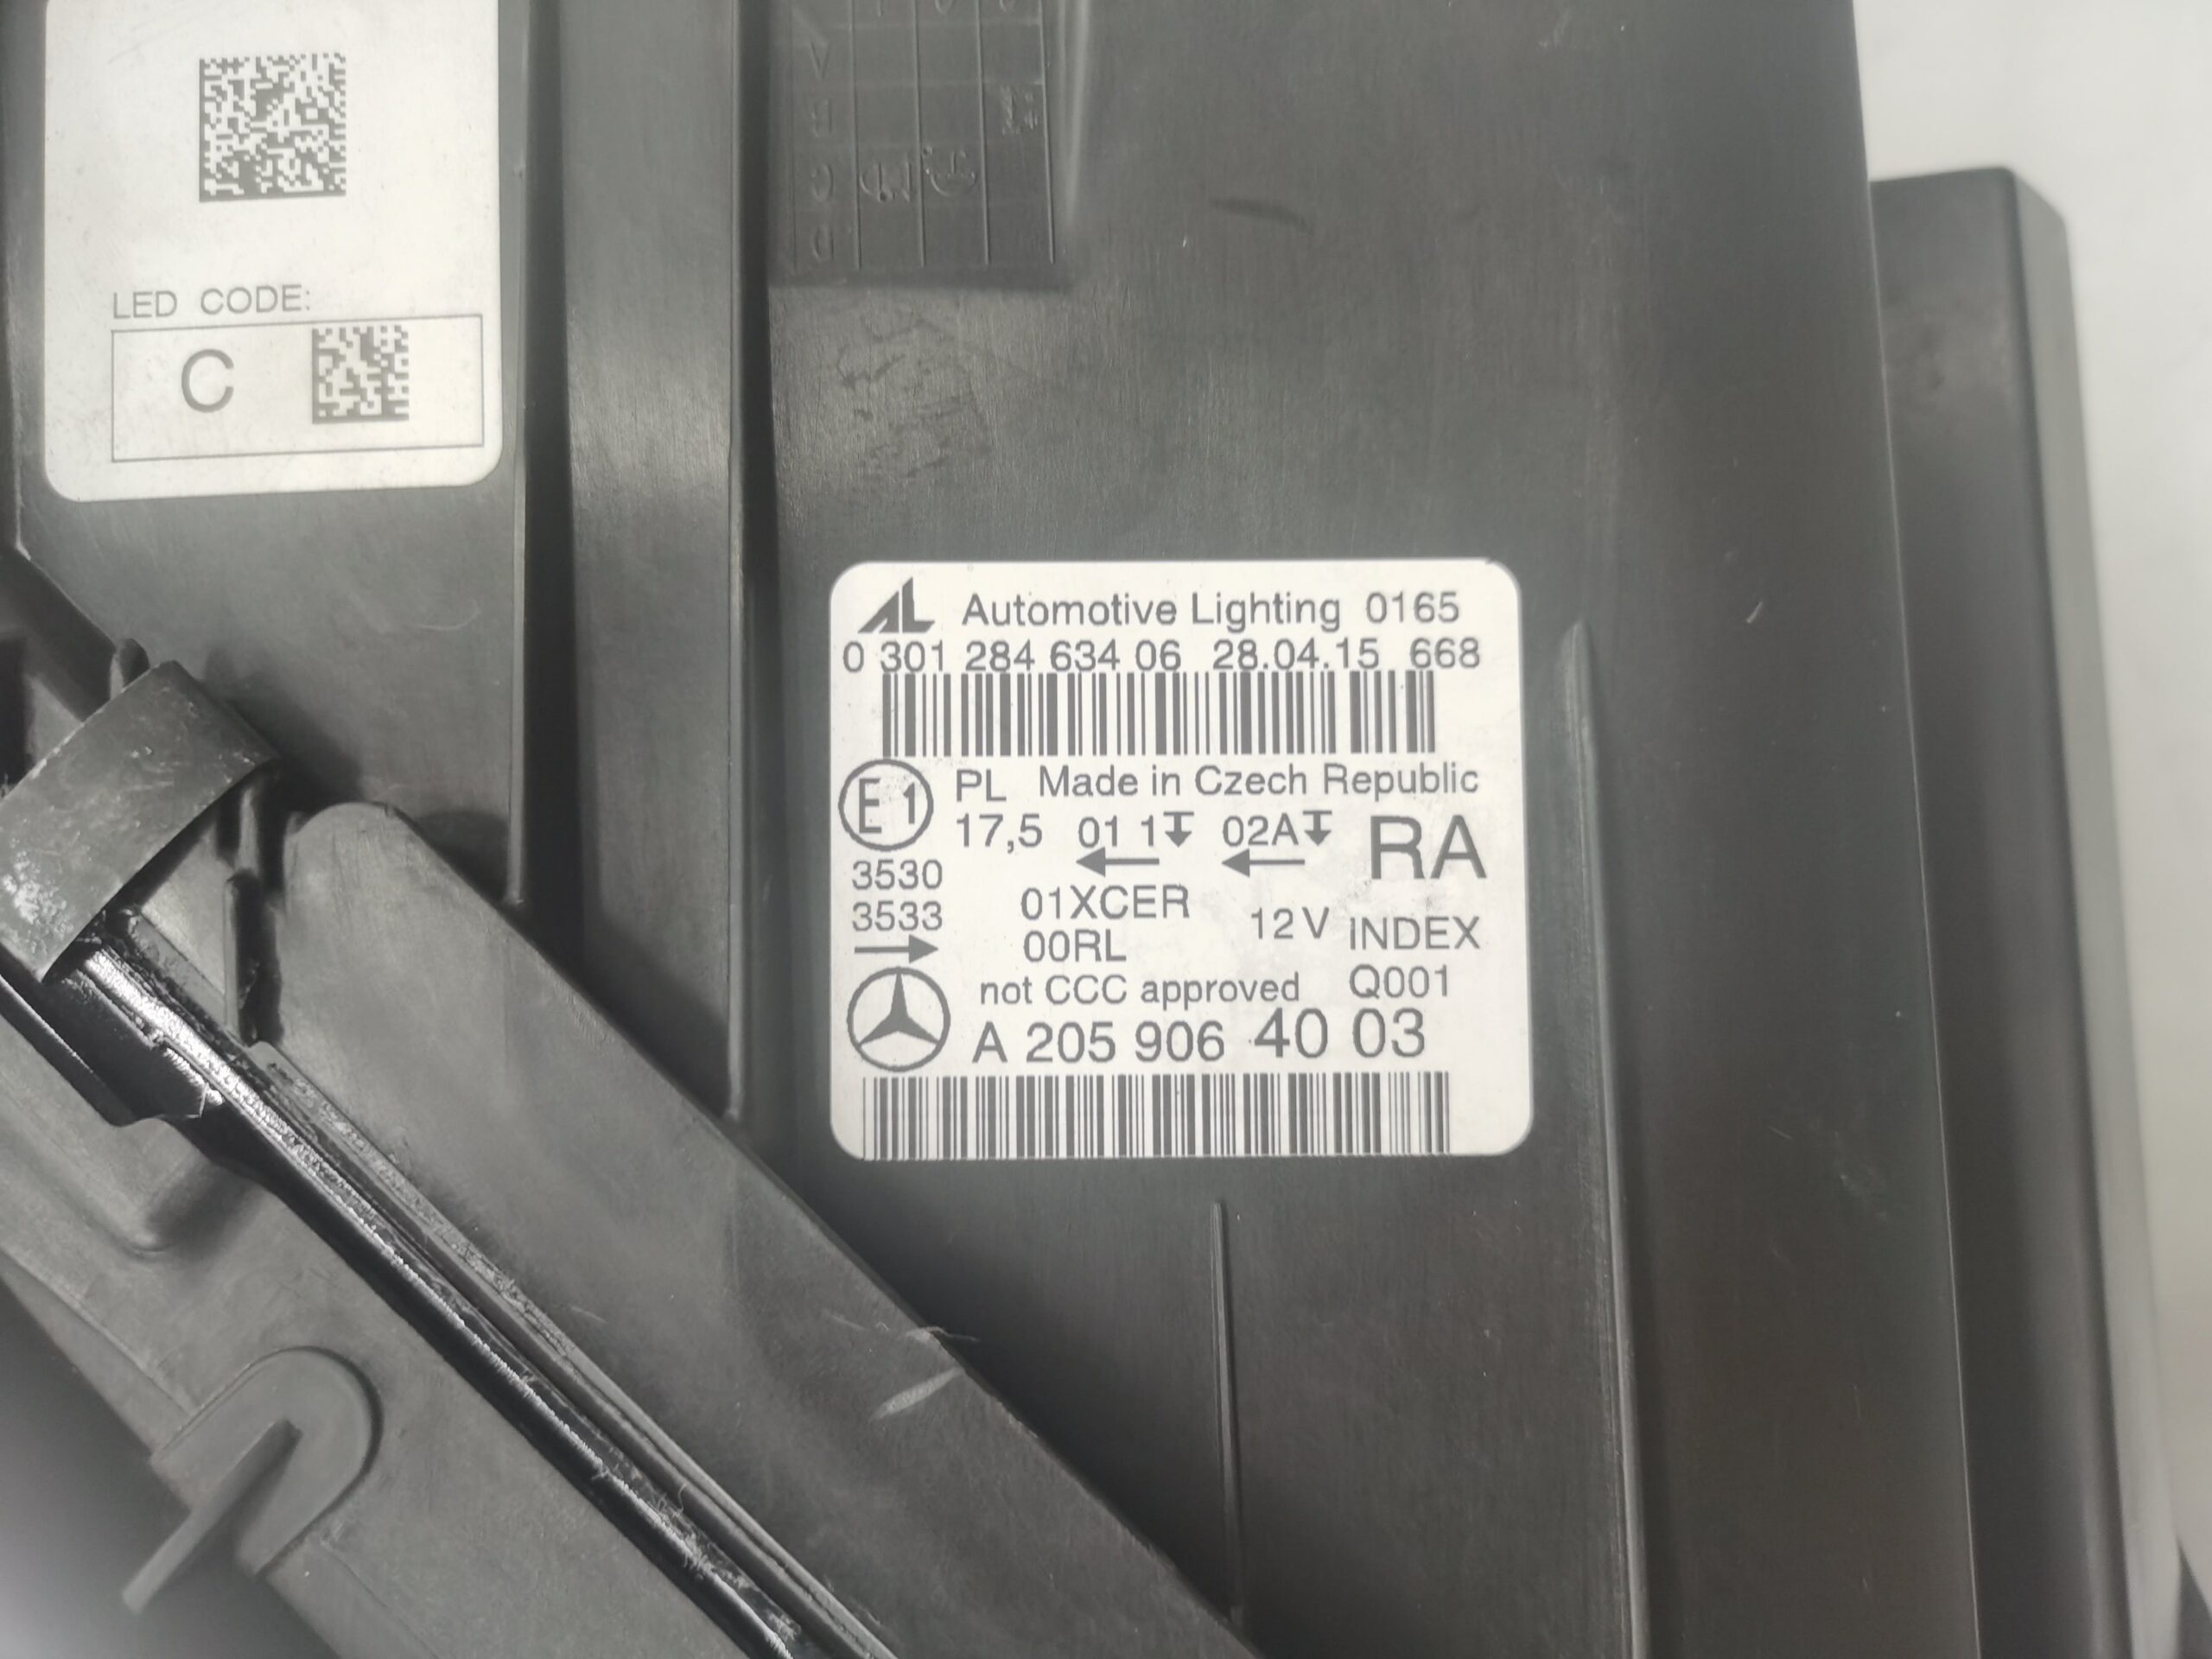 LED CODE:
C
A
B
C
D
AL Automotive Lighting 0165
0 301 284 634 06 28.04.15 668
E1 PL Made in Czech Republic
17,5 01 1 02A RA
3530
01XCER
3533
12V INDEX
00RL
not CCC approved Q001
A 205 906 40 03